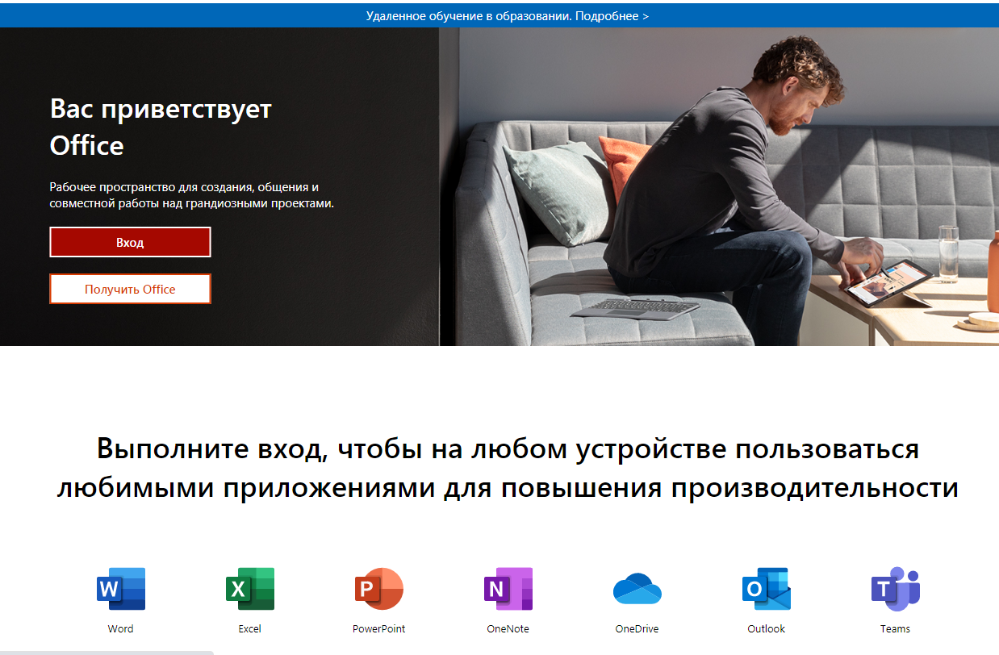 Удаленное обучение в образовании. Подробнее >
Вас приветствует
Office
Рабочее пространство для создания, общения и
совместной работы над грандиозными проектами.
Вход
Получить Office
Выполните вход, чтобы на любом устройстве пользоваться
любимыми приложениями для повышения производительности
W X P N O T
Word Excel PowerPoint OneNote OneDrive Outlook Teams